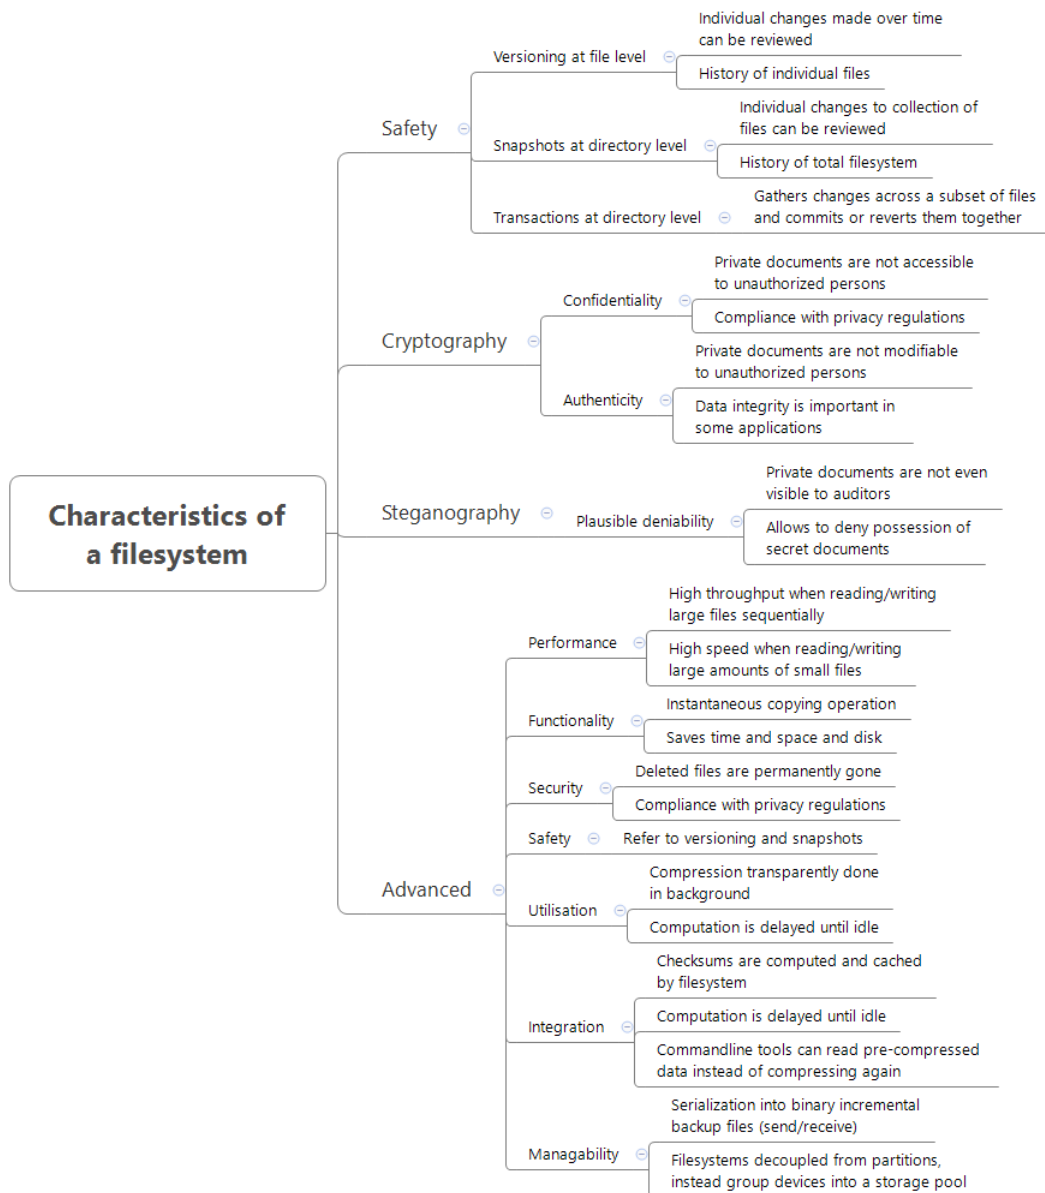 Individual changes made over time
can be reviewed
Versioning at file level
History of individual files
Safety
Individual changes to collection of
files can be reviewed
Snapshots at directory level
History of total filesystem
Gathers changes across a subset of files
Transactions at directory level
and commits or reverts them together
Private documents are not accessible
to unauthorized persons
Confidentiality
Compliance with privacy regulations
Cryptography
Private documents are not modifiable
to unauthorized persons
Authenticity
Data integrity is important in
some applications
Characteristics of
a filesystem
Private documents are not even
visible to auditors
Steganography
Plausible deniability
Allows to deny possession of
secret documents
High throughput when reading/writing
large files sequentially
Performance
High speed when reading/writing
large amounts of small files
Instantaneous copying operation
Functionality
Saves time and space and disk
Deleted files are permanently gone
Security
Compliance with privacy regulations
Safety
Refer to versioning and snapshots
Advanced
Compression transparently done
in background
Utilisation
Computation is delayed until idle
Checksums are computed and cached
by filesystem
Integration
Computation is delayed until idle
Commandline tools can read pre-compressed
data instead of compressing again
Serialization into binary incremental
backup files (send/receive)
Managability
Filesystems decoupled from partitions,
instead group devices into a storage pool